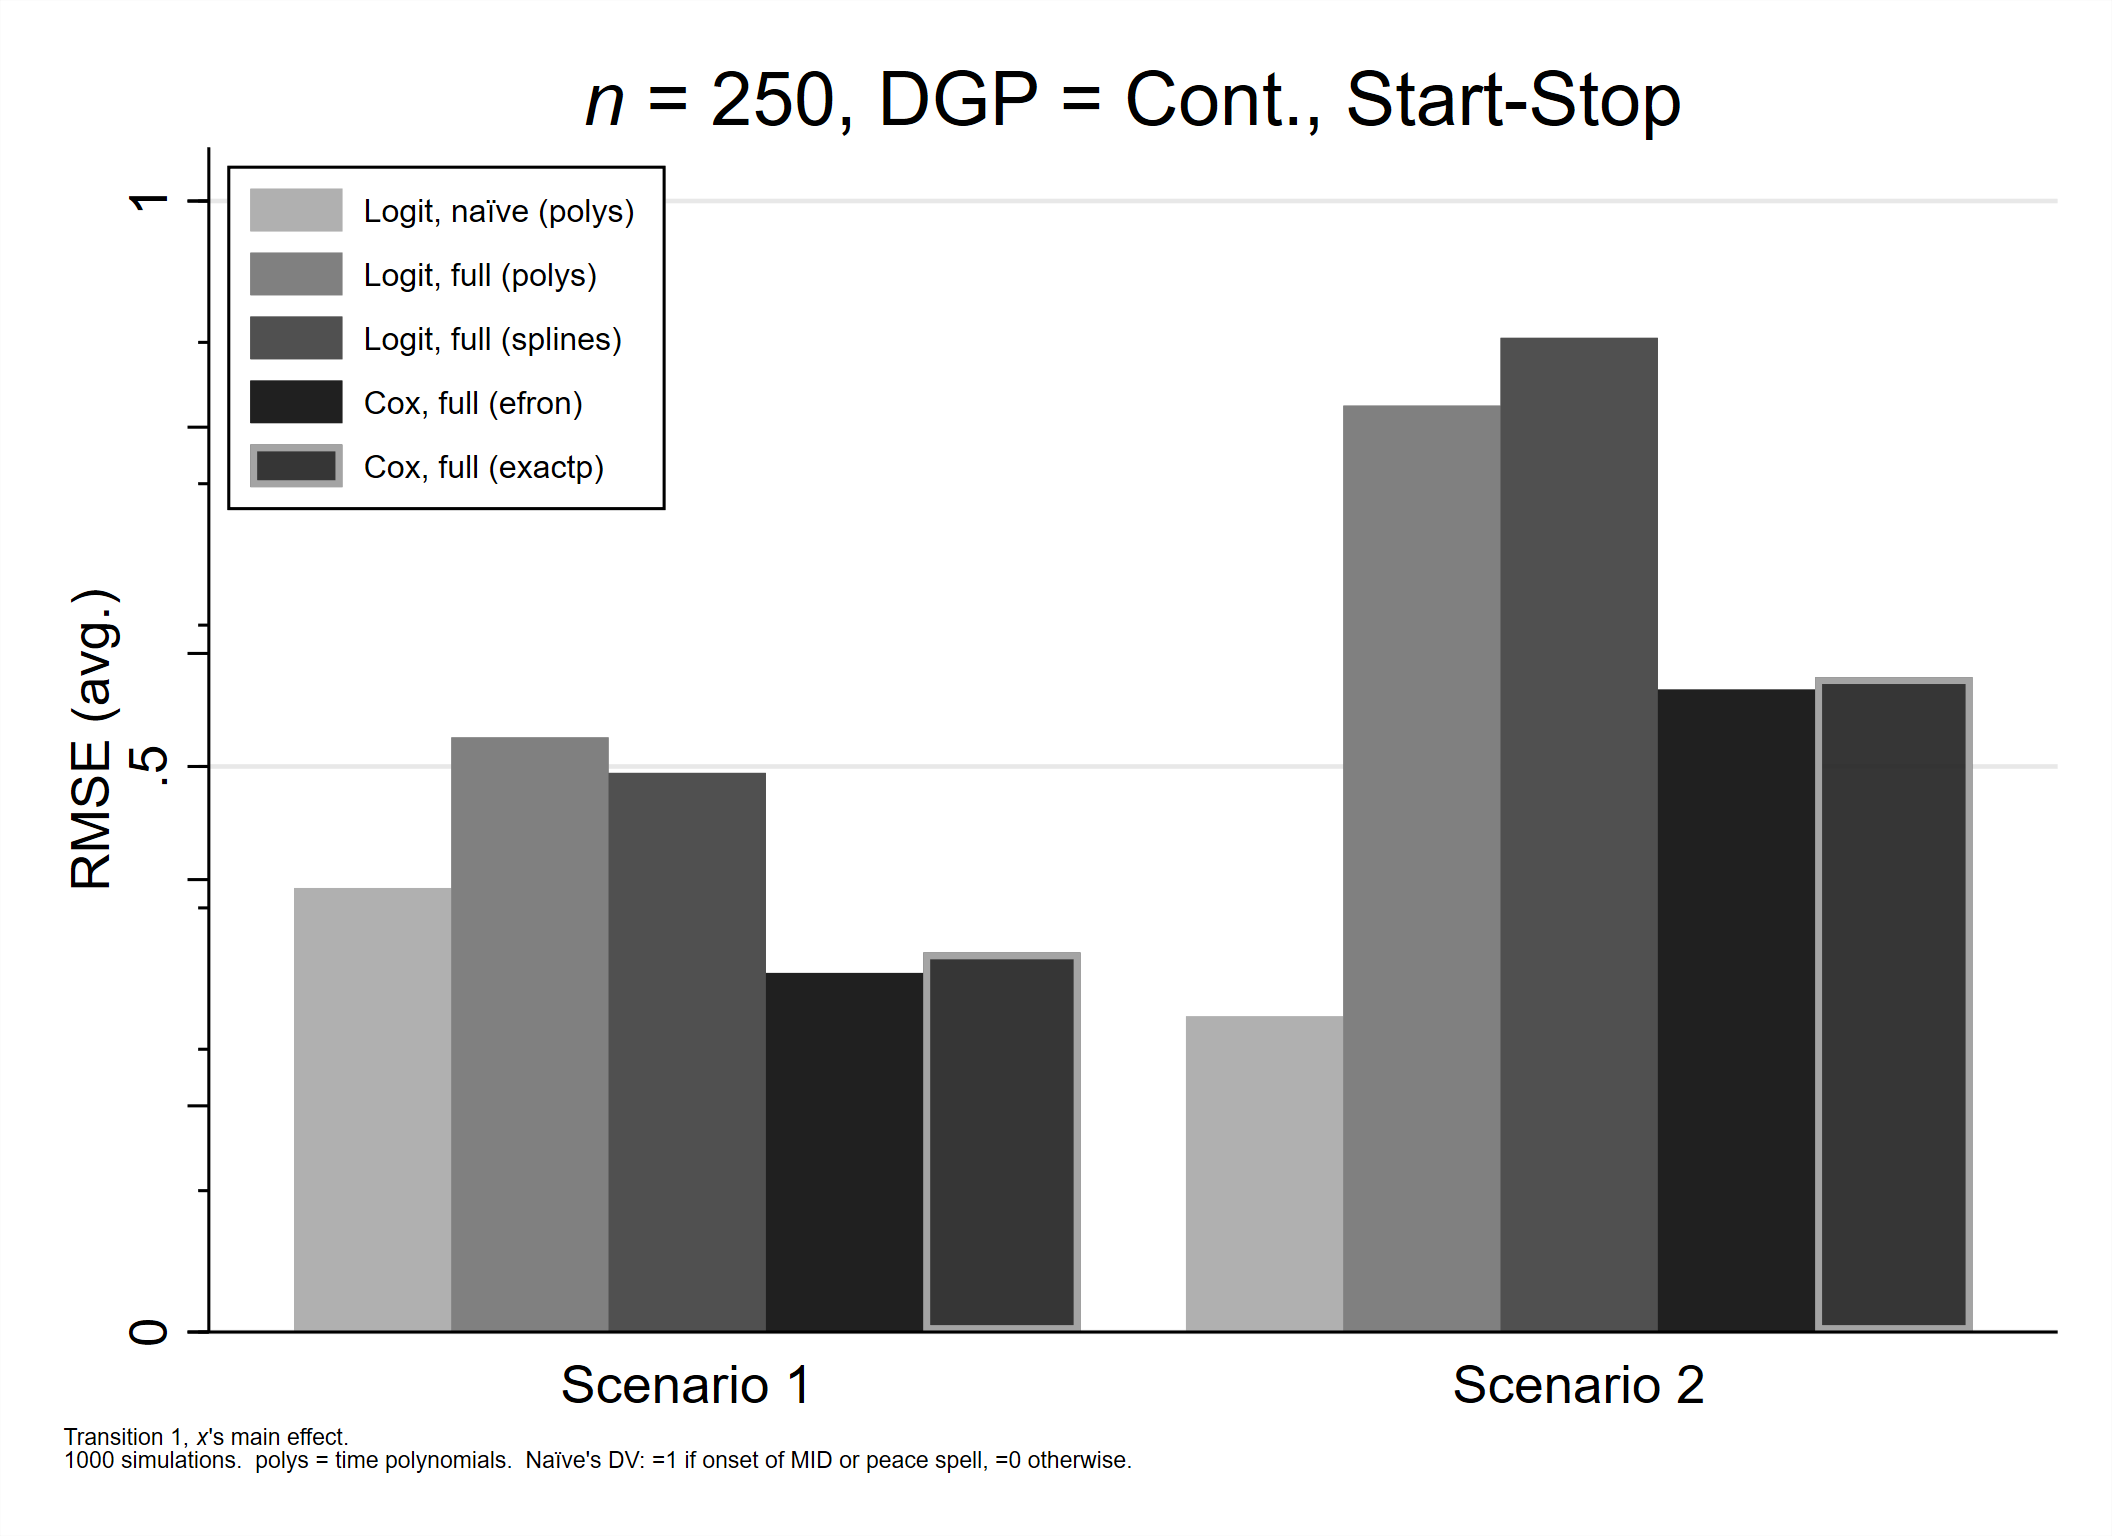 n = 250, DGP = Cont., Start-Stop
Logit, naïve (polys)
Logit, full (polys)
Logit, full (splines)
Cox, full (efron)
Cox, full (exactp)
RMSE (avg.)
1
.5
0
Scenario 1
Scenario 2
Transition 1, x's main effect.
1000 simulations.  polys = time polynomials.  Naïve's DV: =1 if onset of MID or peace spell, =0 otherwise.